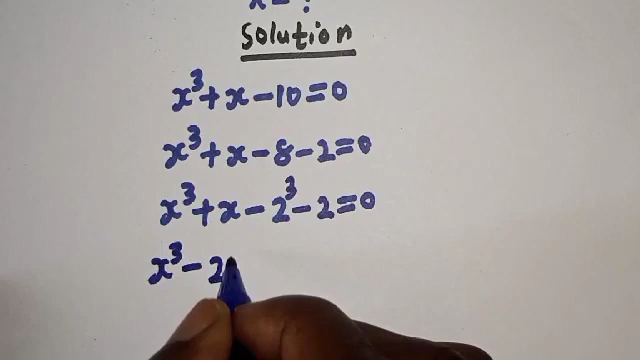 x = ?
Solution
x³ + x - 10 = 0
x³ + x - 8 - 2 = 0
x³ + x - 2³ - 2 = 0
x³ - 2